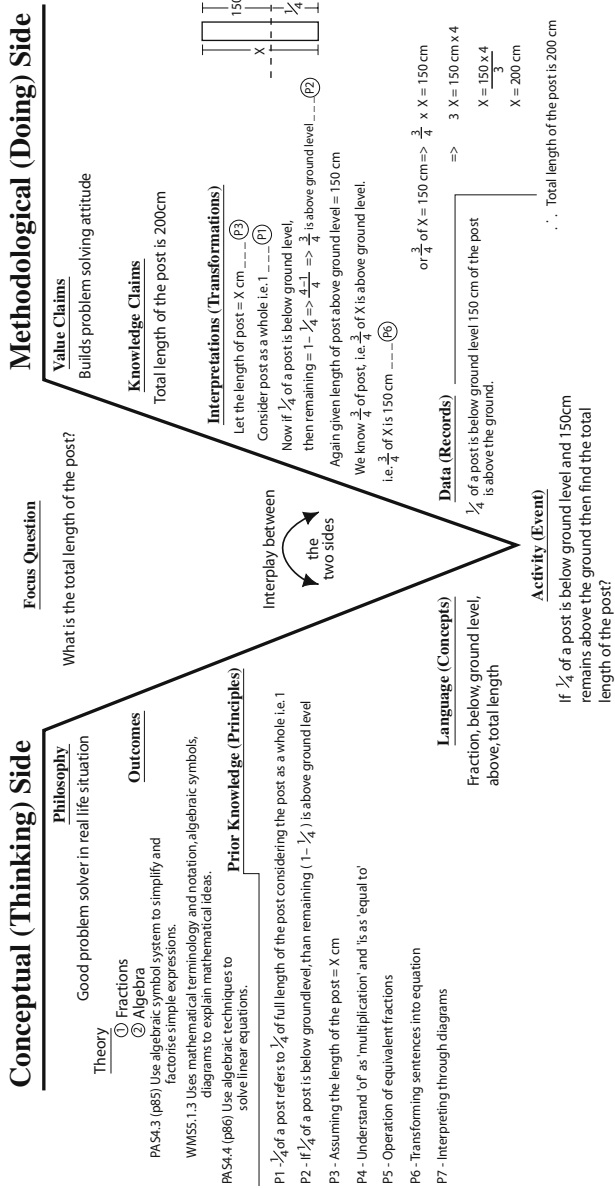 Conceptual (Thinking) Side
Philosophy
Good problem solver in real life situation
Theory
① Fractions
② Algebra
Outcomes
PAS4.3 (p85) Use algebraic symbol system to simplify and
factorise simple expressions.
WMS5.1.3 Uses mathematical terminology and notation, algebraic symbols,
diagrams to explain mathematical ideas.
PAS4.4 (p86) Use algebraic techniques to
solve linear equations.
Prior Knowledge (Principles)
P1 -1/4 of a post refers to 1/4 of full length of the post considering the post as a whole i.e. 1
P2 - If 1/4 of a post is below groundlevel, than remaining ( 1- 1/4 ) is above ground level
P3 - Assuming the length of the post = X cm
P4 - Understand 'of' as 'multiplication' and 'is as 'equal to'
P5 - Operation of equivalent fractions
P6 - Transforming sentences into equation
P7 - Interpreting through diagrams
Language (Concepts)
Fraction, below, ground level,
above, total length
Focus Question
What is the total length of the post?
Interplay between
the
two sides
Activity (Event)
If 1/4 of a post is below ground level and 150cm
remains above the ground then find the total
length of the post?
Methodological (Doing) Side
Value Claims
Builds problem solving attitude
Knowledge Claims
Total length of the post is 200cm
Interpretations (Transformations)
Let the length of post = X cm _ _ _ _ P3
Consider post as a whole i.e. 1 _ _ _ _ P1
Now if 1/4 of a post is below ground level,
then remaining = 1- 1/4 => 4-1/4 => 3/4 is above ground level _ _ _ P2
Again given length of post above ground level = 150 cm
We know 3/4 of post, i.e. 3/4 of X is above ground level.
i.e. 3/4 of X is 150 cm _ _ _ P6
or 3/4 of X = 150 cm => 3/4 x X = 150 cm
=> 3 X = 150 cm x 4
X = 150 x 4/3
X = 200 cm
∴ Total length of the post is 200 cm
X
150
1/4
Data (Records)
1/4 of a post is below ground level 150 cm of the post
is above the ground.